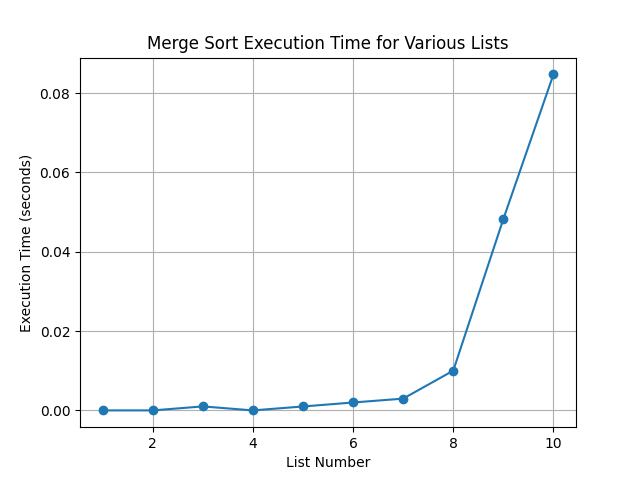 Merge Sort Execution Time for Various Lists
Execution Time (seconds)
0.08
0.06
0.04
0.02
0.00
2 4 6 8 10
List Number